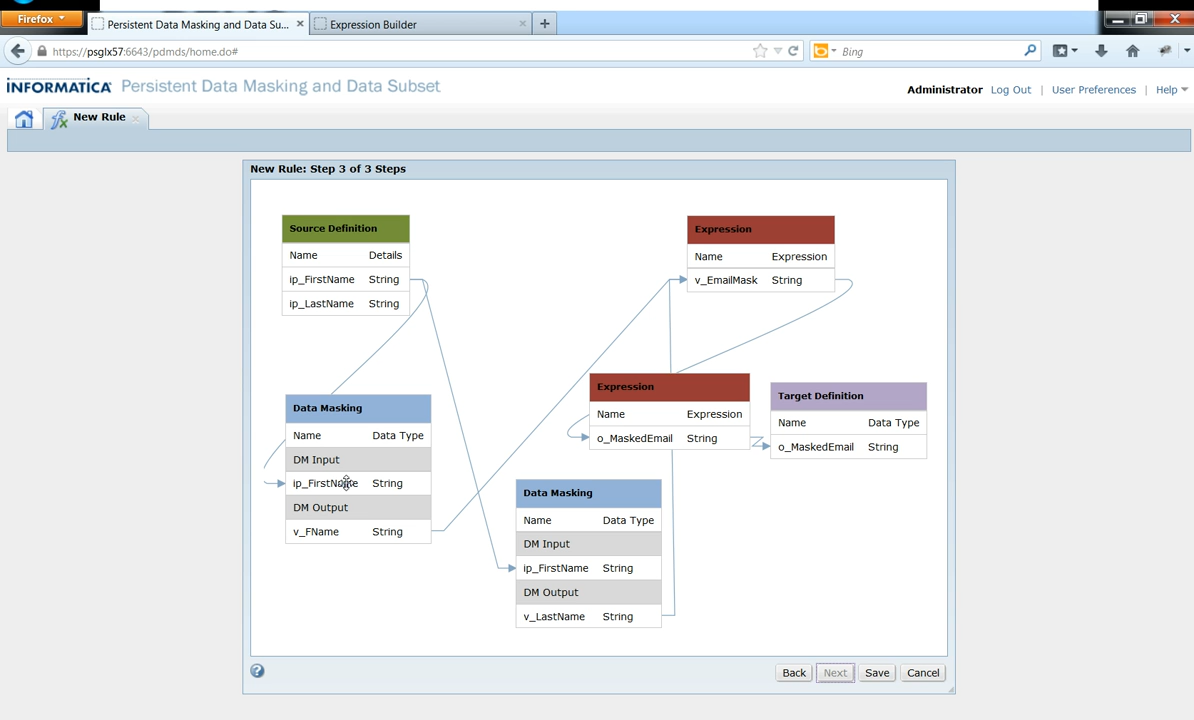 Firefox
Persistent Data Masking and Data Su...
Expression Builder
https://psglx57:6643/pdmds/home.do#
Bing
INFORMATICA Persistent Data Masking and Data Subset
Administrator Log Out | User Preferences | Help
New Rule
New Rule: Step 3 of 3 Steps
Source Definition
Name Details
ip_FirstName String
ip_LastName String
Expression
Name Expression
v_EmailMask String
Data Masking
Name Data Type
DM Input
ip_FirstName String
DM Output
v_FName String
Expression
Name Expression
o_MaskedEmail String
Target Definition
Name Data Type
o_MaskedEmail String
Data Masking
Name Data Type
DM Input
ip_FirstName String
DM Output
v_LastName String
Back Next Save Cancel